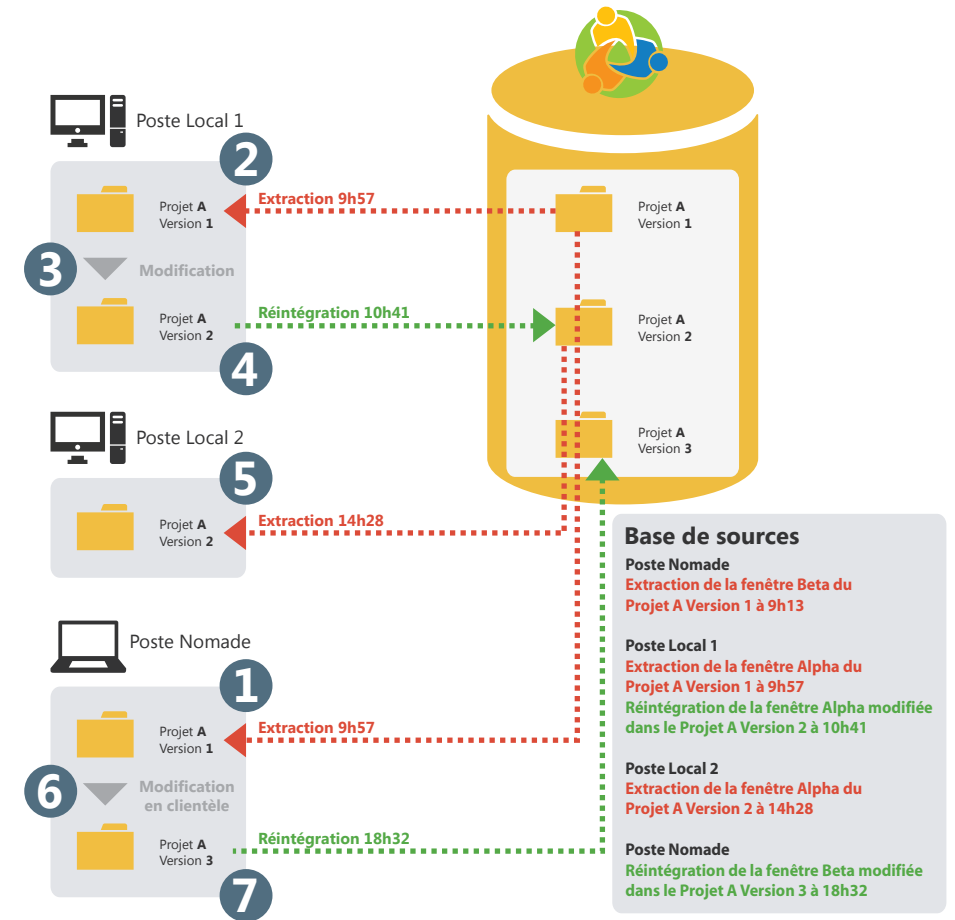 Poste Local 1
2
Extraction 9h57
Projet A
Version 1
Projet A
Version 1
3
Modification
Réintégration 10h41
Projet A
Version 2
Projet A
Version 2
4
Poste Local 2
Projet A
Version 3
5
Extraction 14h28
Projet A
Version 2
Poste Nomade
1
Extraction 9h57
Projet A
Version 1
6
Modification
en clientèle
Réintégration 18h32
Projet A
Version 3
7
Base de sources
Poste Nomade
Extraction de la fenêtre Beta du
Projet A Version 1 à 9h13
Poste Local 1
Extraction de la fenêtre Alpha du
Projet A Version 1 à 9h57
Réintégration de la fenêtre Alpha modifiée
dans le Projet A Version 2 à 10h41
Poste Local 2
Extraction de la fenêtre Alpha du
Projet A Version 2 à 14h28
Poste Nomade
Réintégration de la fenêtre Beta modifiée
dans le Projet A Version 3 à 18h32